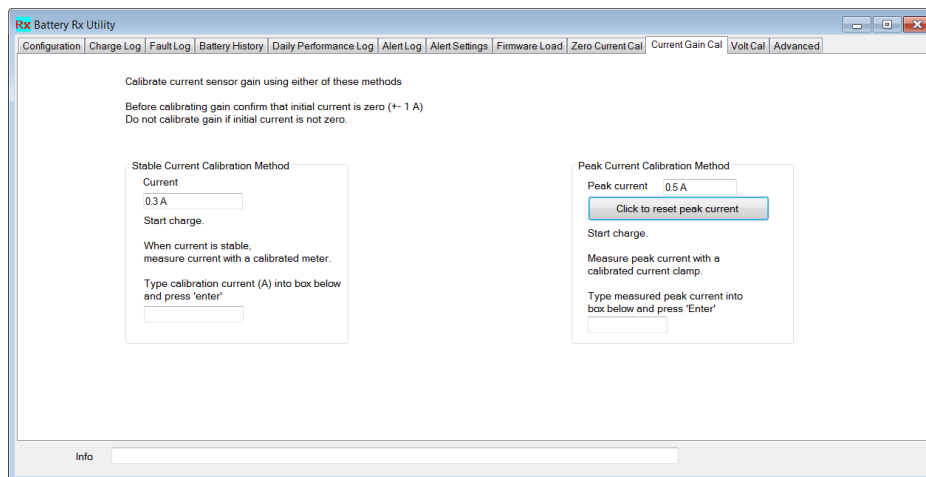 Rx Battery Rx Utility
Configuration Charge Log Fault Log Battery History Daily Performance Log Alert Log Alert Settings Firmware Load Zero Current Cal Current Gain Cal Volt Cal Advanced
Calibrate current sensor gain using either of these methods
Before calibrating gain confirm that initial current is zero (+- 1 A)
Do not calibrate gain if initial current is not zero.
Stable Current Calibration Method
Current
0.3 A
Start charge.
When current is stable,
measure current with a calibrated meter.
Type calibration current (A) into box below
and press 'enter'
Peak Current Calibration Method
Peak current 0.5 A
Click to reset peak current
Start charge.
Measure peak current with a
calibrated current clamp.
Type measured peak current into
box below and press 'Enter'
Info